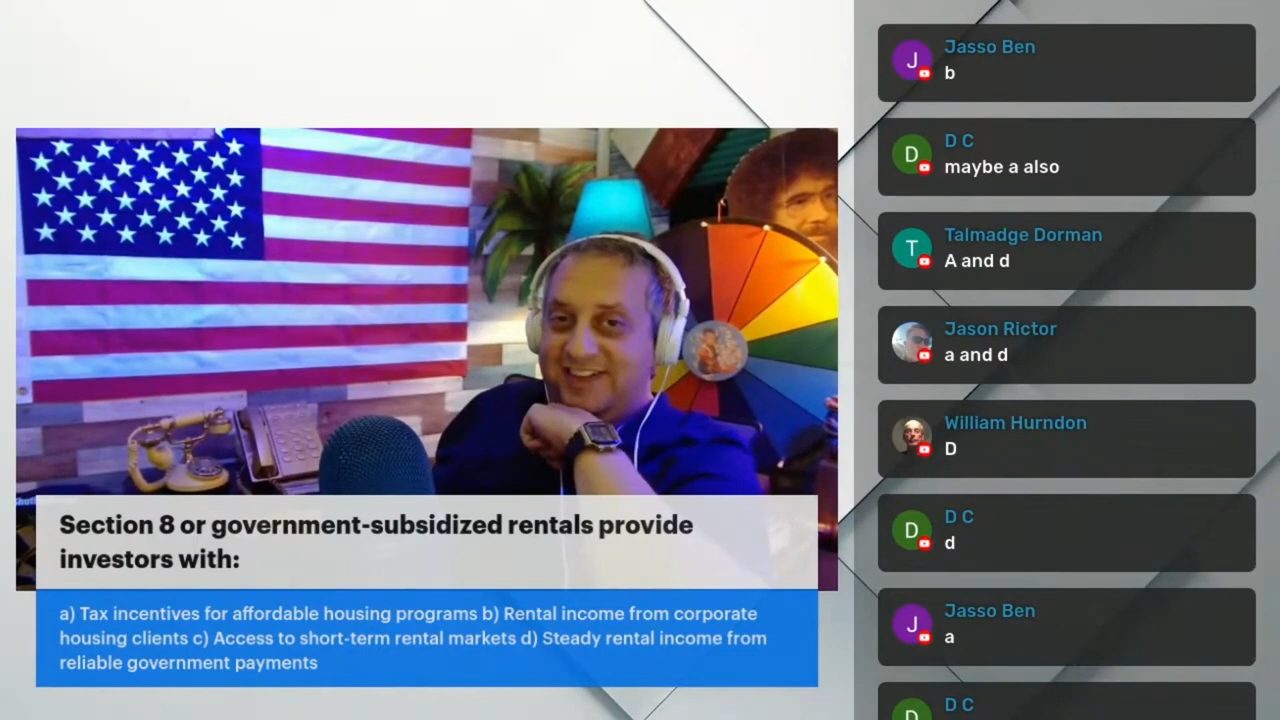 Section 8 or government-subsidized rentals provide
investors with:
a) Tax incentives for affordable housing programs b) Rental income from corporate
housing clients c) Access to short-term rental markets d) Steady rental income from
reliable government payments
J
Jasso Ben
b
D
D C
maybe a also
T
Talmadge Dorman
A and d
Jason Rictor
a and d
William Hurndon
D
D
D C
d
J
Jasso Ben
a
D
D C